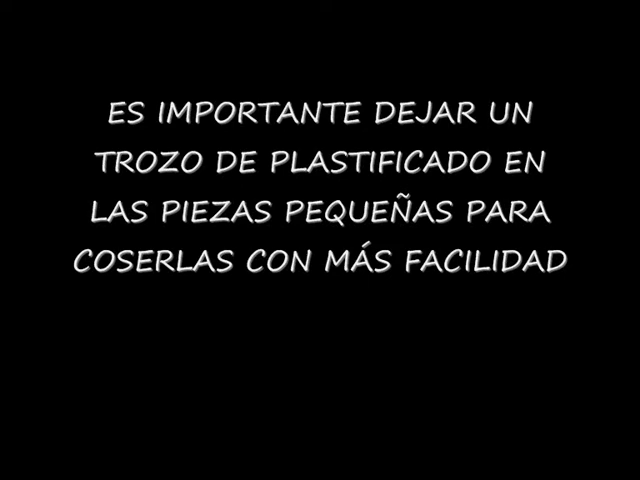 ES IMPORTANTE DEJAR UN
TROZO DE PLASTIFICADO EN
LAS PIEZAS PEQUEÑAS PARA
COSERLAS CON MÁS FACILIDAD